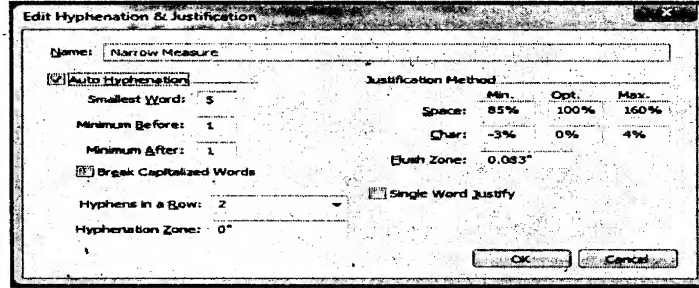 Edit Hyphenation & Justification
Name: Narrow Measure
Auto Hyphenation
Smallest Word: 5
Minimum Before: 1
Minimum After: 1
Break Capitalized Words
Hyphens in a Row: 2
Hyphenation Zone: 0"
Justification Method
Min. Opt. Max.
Space: 85% 100% 160%
Char: -3% 0% 4%
Flush Zone: 0.083"
Single Word Justify
OK Cancel